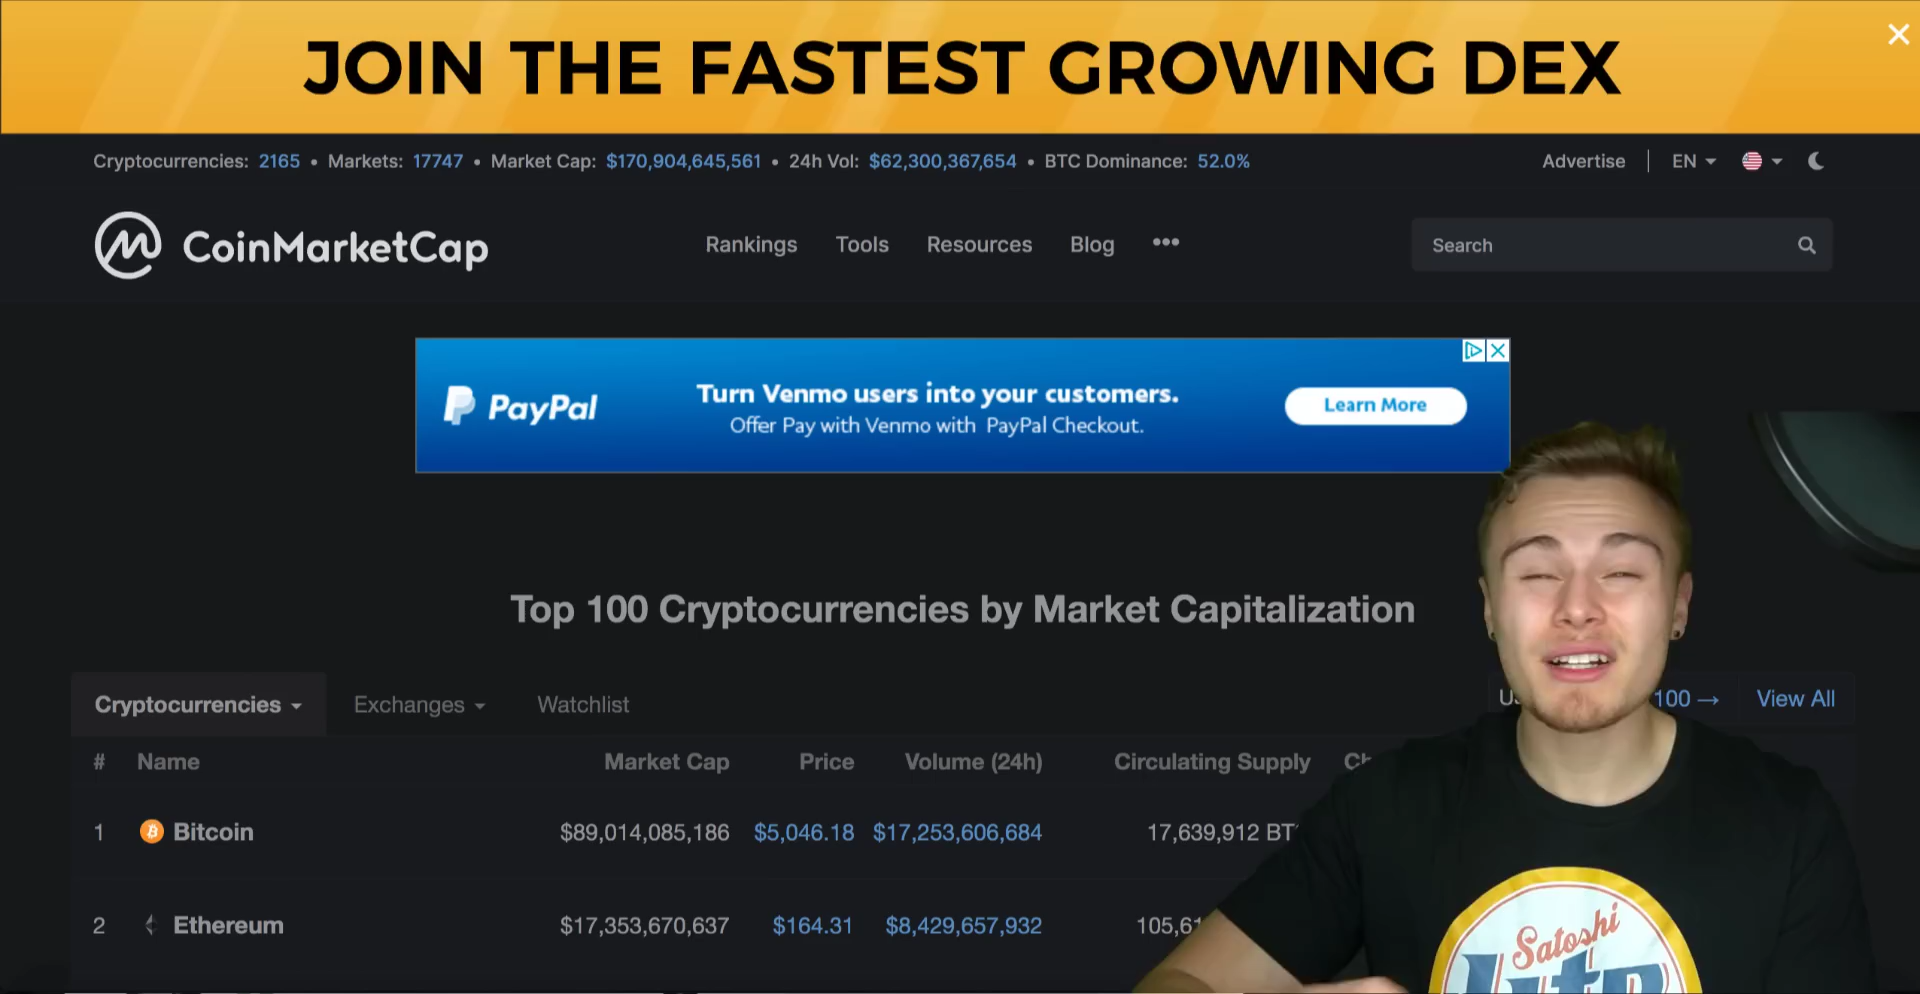 JOIN THE FASTEST GROWING DEX
Cryptocurrencies: 2165 • Markets: 17747 • Market Cap: $170,904,645,561 • 24h Vol: $62,300,367,654 • BTC Dominance: 52.0%
Advertise EN
CoinMarketCap
Rankings Tools Resources Blog •••
Search
PayPal
Turn Venmo users into your customers.
Offer Pay with Venmo with PayPal Checkout.
Learn More
Top 100 Cryptocurrencies by Market Capitalization
Cryptocurrencies Exchanges Watchlist
100 → View All
# Name Market Cap Price Volume (24h) Circulating Supply
1 Bitcoin $89,014,085,186 $5,046.18 $17,253,606,684 17,639,912
2 Ethereum $17,353,670,637 $164.31 $8,429,657,932
Satoshi